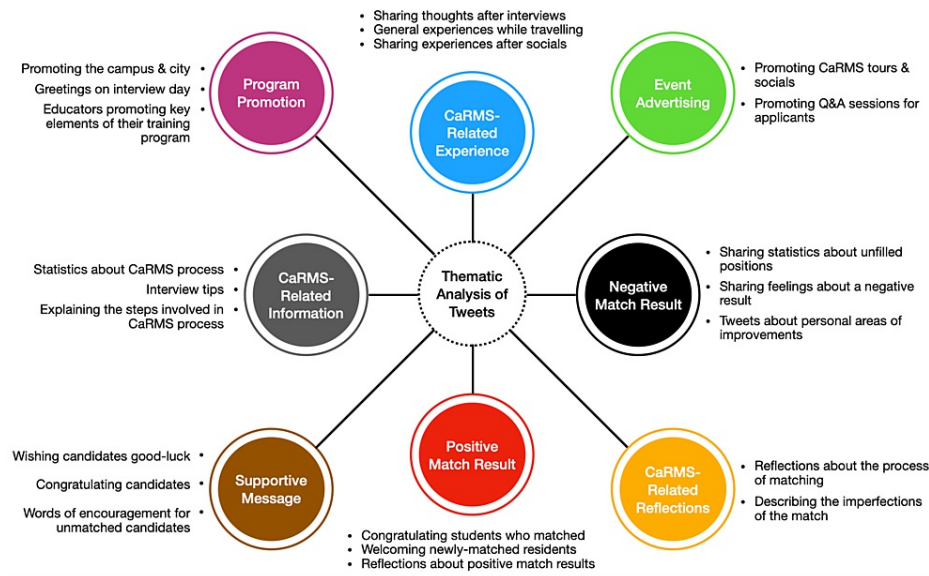 • Sharing thoughts after interviews
• General experiences while travelling
• Sharing experiences after socials
Promoting the campus & city •
Greetings on interview day •
Educators promoting key •
elements of their training
program
Program
Promotion
CaRMS-
Related
Experience
Event
Advertising
• Promoting CaRMS tours &
socials
• Promoting Q&A sessions for
applicants
Statistics about CaRMS process •
Interview tips •
Explaining the steps involved in •
CaRMS process
CaRMS-
Related
Information
Thematic
Analysis of
Tweets
Negative
Match Result
• Sharing statistics about unfilled
positions
• Sharing feelings about a negative
result
• Tweets about personal areas of
improvements
Wishing candidates good-luck •
Congratulating candidates •
Words of encouragement for •
unmatched candidates
Supportive
Message
Positive
Match Result
• Congratulating students who matched
• Welcoming newly-matched residents
• Reflections about positive match results
CaRMS-
Related
Reflections
• Reflections about the process
of matching
• Describing the imperfections
of the match